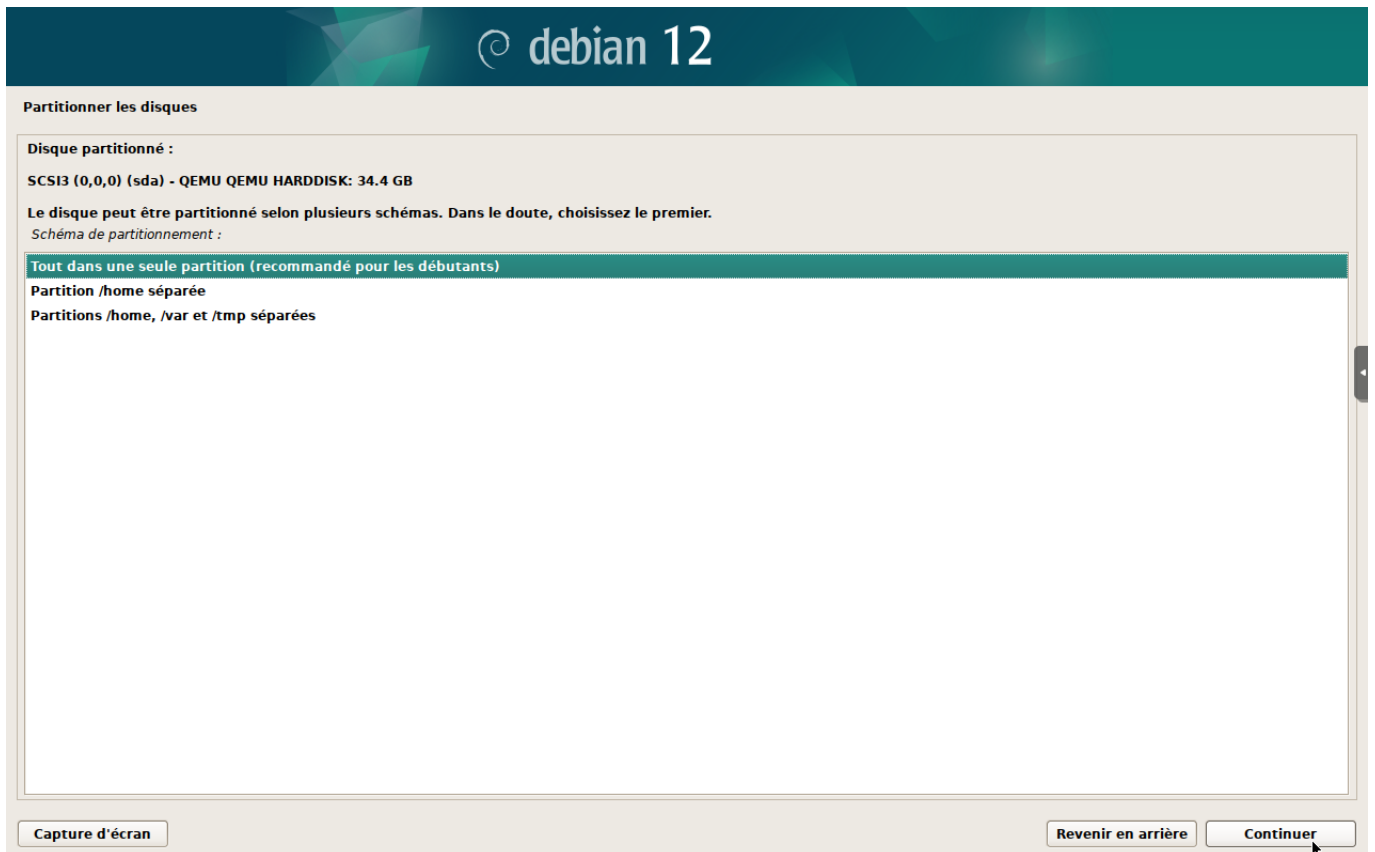 debian 12
Partitionner les disques
Disque partitionné :
SCSI3 (0,0,0) (sda) - QEMU QEMU HARDDISK: 34.4 GB
Le disque peut être partitionné selon plusieurs schémas. Dans le doute, choisissez le premier.
Schéma de partitionnement :
Tout dans une seule partition (recommandé pour les débutants)
Partition /home séparée
Partitions /home, /var et /tmp séparées
Capture d'écran
Revenir en arrière
Continuer